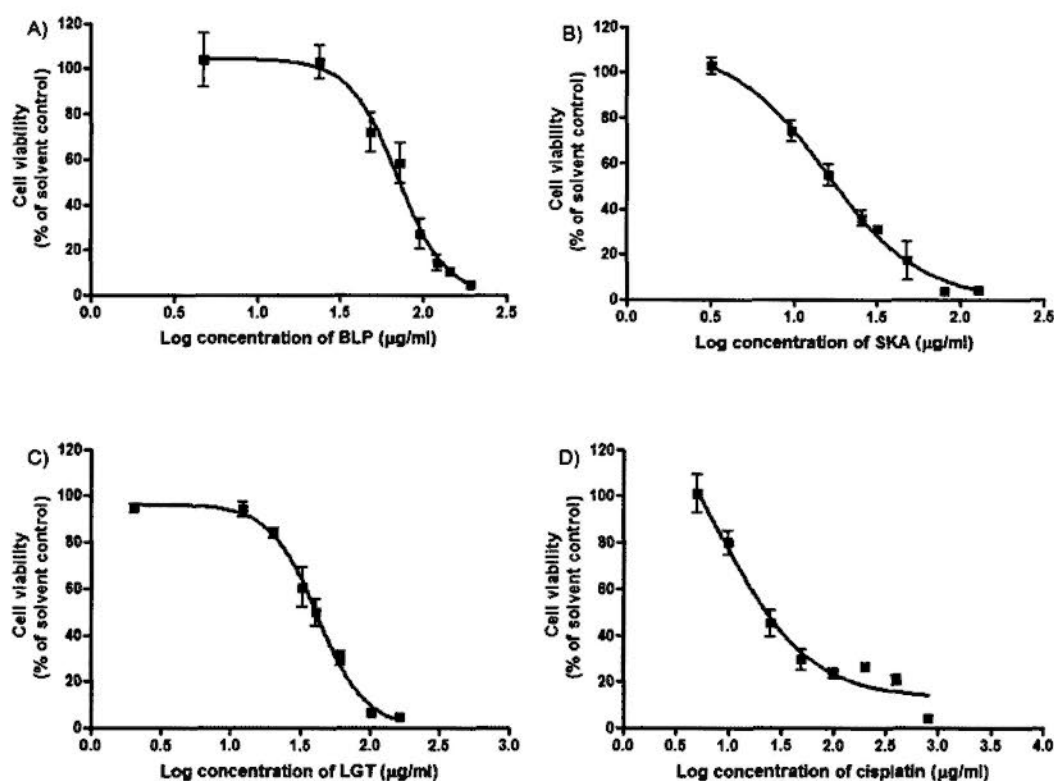 A)
Cell viability
(% of solvent control)
120
100
80
60
40
20
0
0.0 0.5 1.0 1.5 2.0 2.5
Log concentration of BLP (µg/ml)
B)
Cell viability
(% of solvent control)
120
100
80
60
40
20
0
0.0 0.5 1.0 1.5 2.0 2.5
Log concentration of SKA (µg/ml)
C)
Cell viability
(% of solvent control)
120
100
80
60
40
20
0
0.0 0.5 1.0 1.5 2.0 2.5 3.0
Log concentration of LGT (µg/ml)
D)
Cell viability
(% of solvent control)
120
100
80
60
40
20
0
0.0 0.5 1.0 1.5 2.0 2.5 3.0 3.5 4.0
Log concentration of cisplatin (µg/ml)